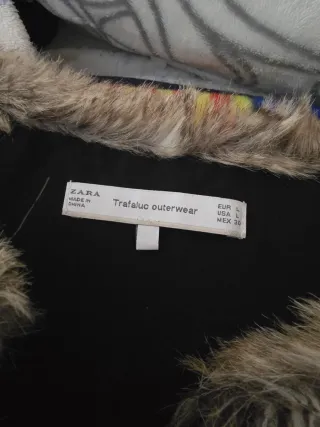 ZARA
MADE IN
CHINA
Trafaluc outerwear
EUR L
USA L
MEX 30